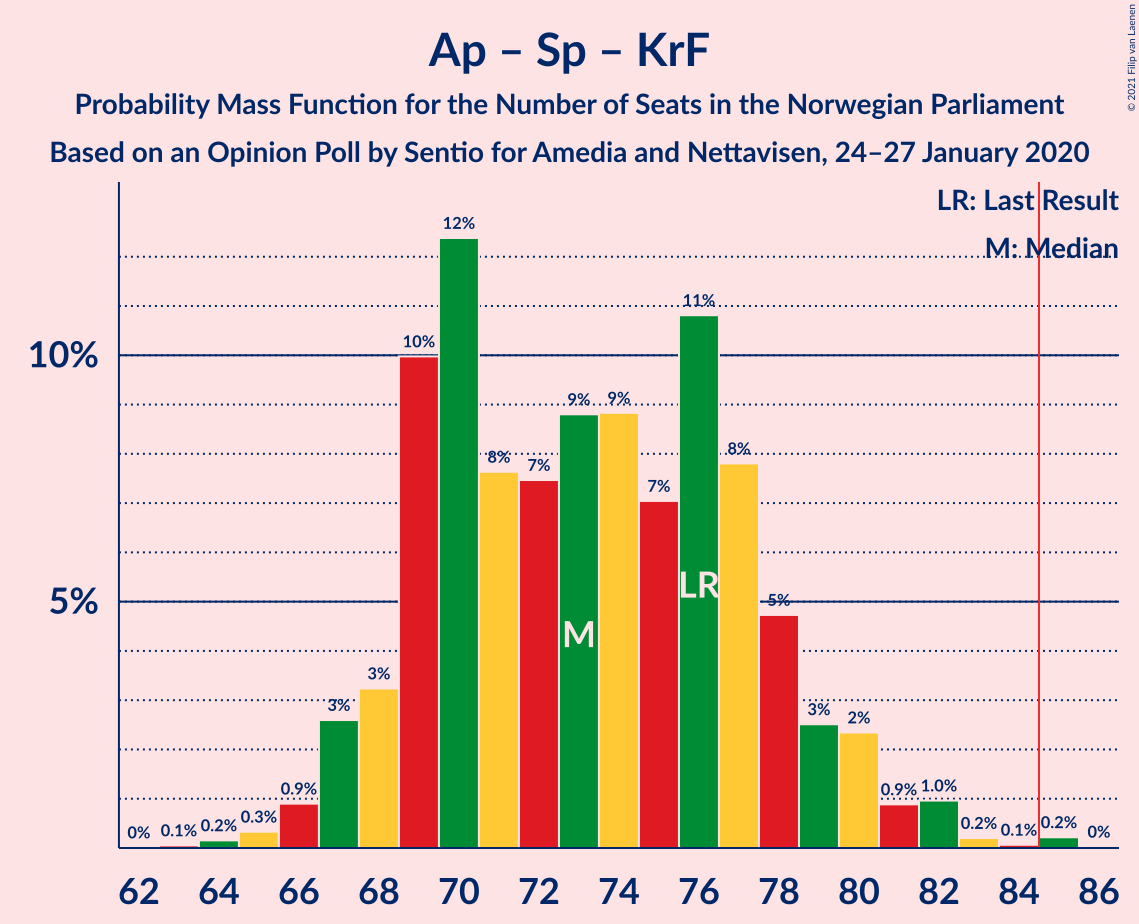 Ap – Sp – KrF
Probability Mass Function for the Number of Seats in the Norwegian Parliament
Based on an Opinion Poll by Sentio for Amedia and Nettavisen, 24–27 January 2020
© 2021 Filip van Laenen
LR: Last Result
M: Median
10%
5%
0% 0.1% 0.2% 0.3% 0.9% 3% 3% 10% 12% 8% 7% 9% 9% 7% 11% 8% 5% 3% 2% 0.9% 1.0% 0.2% 0.1% 0.2% 0%
LR
M
62 64 66 68 70 72 74 76 78 80 82 84 86